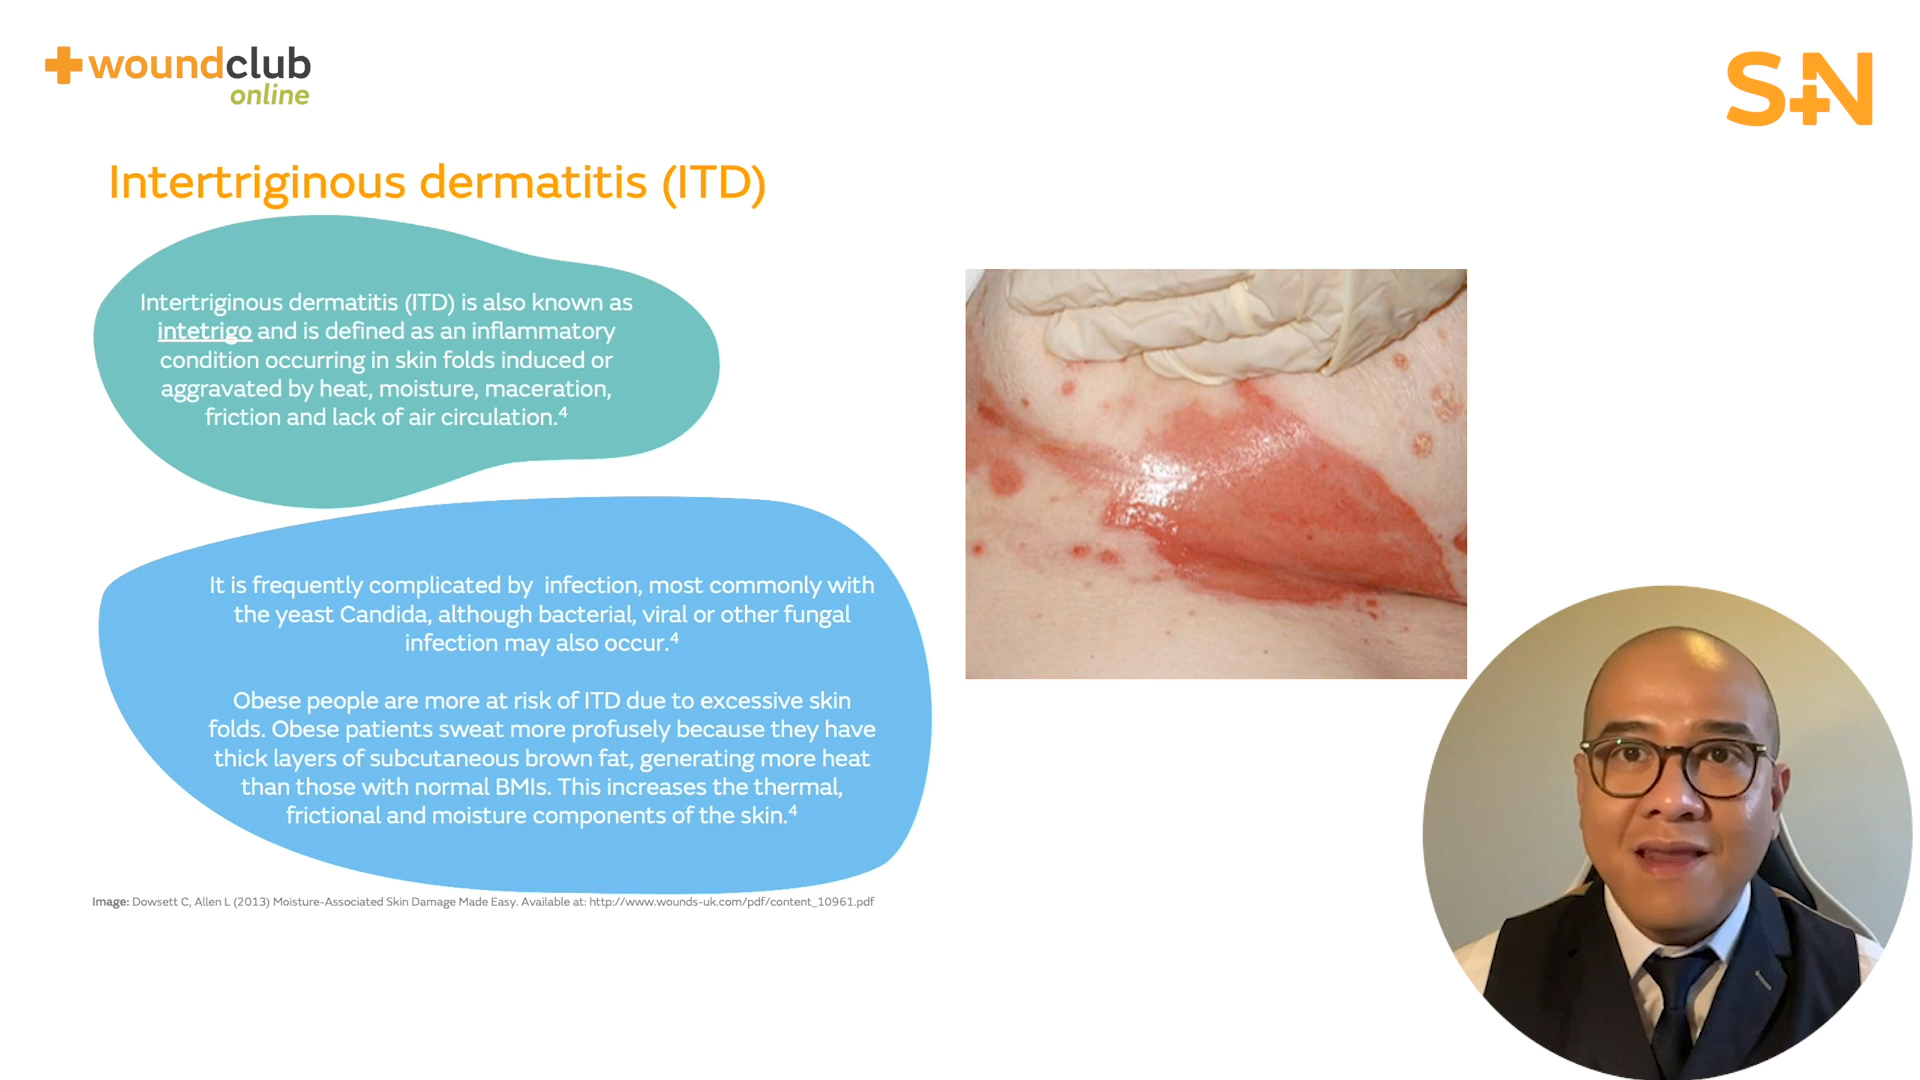 woundclub
online
S+N
Intertriginous dermatitis (ITD)
Intertriginous dermatitis (ITD) is also known as
intetrigo and is defined as an inflammatory
condition occurring in skin folds induced or
aggravated by heat, moisture, maceration,
friction and lack of air circulation.⁴
It is frequently complicated by  infection, most commonly with
the yeast Candida, although bacterial, viral or other fungal
infection may also occur.⁴
Obese people are more at risk of ITD due to excessive skin
folds. Obese patients sweat more profusely because they have
thick layers of subcutaneous brown fat, generating more heat
than those with normal BMIs. This increases the thermal,
frictional and moisture components of the skin.⁴
Image: Dowsett C, Allen L (2013) Moisture-Associated Skin Damage Made Easy. Available at: http://www.wounds-uk.com/pdf/content_10961.pdf